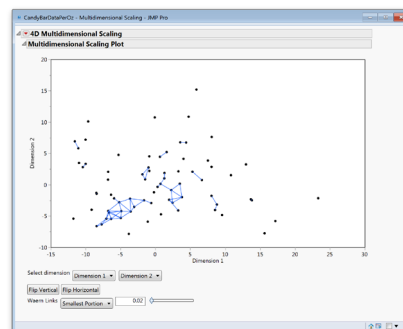 CandyBarDataPerOz - Multidimensional Scaling - JMP Pro
4D Multidimensional Scaling
Multidimensional Scaling Plot
20
15
10
5
0
-5
-10
Dimension 2
-15 -10 -5 0 5 10 15 20 25 30
Dimension 1
Select dimension Dimension 1 Dimension 2
Flip Vertical Flip Horizontal
Waern Links Smallest Portion 0.02